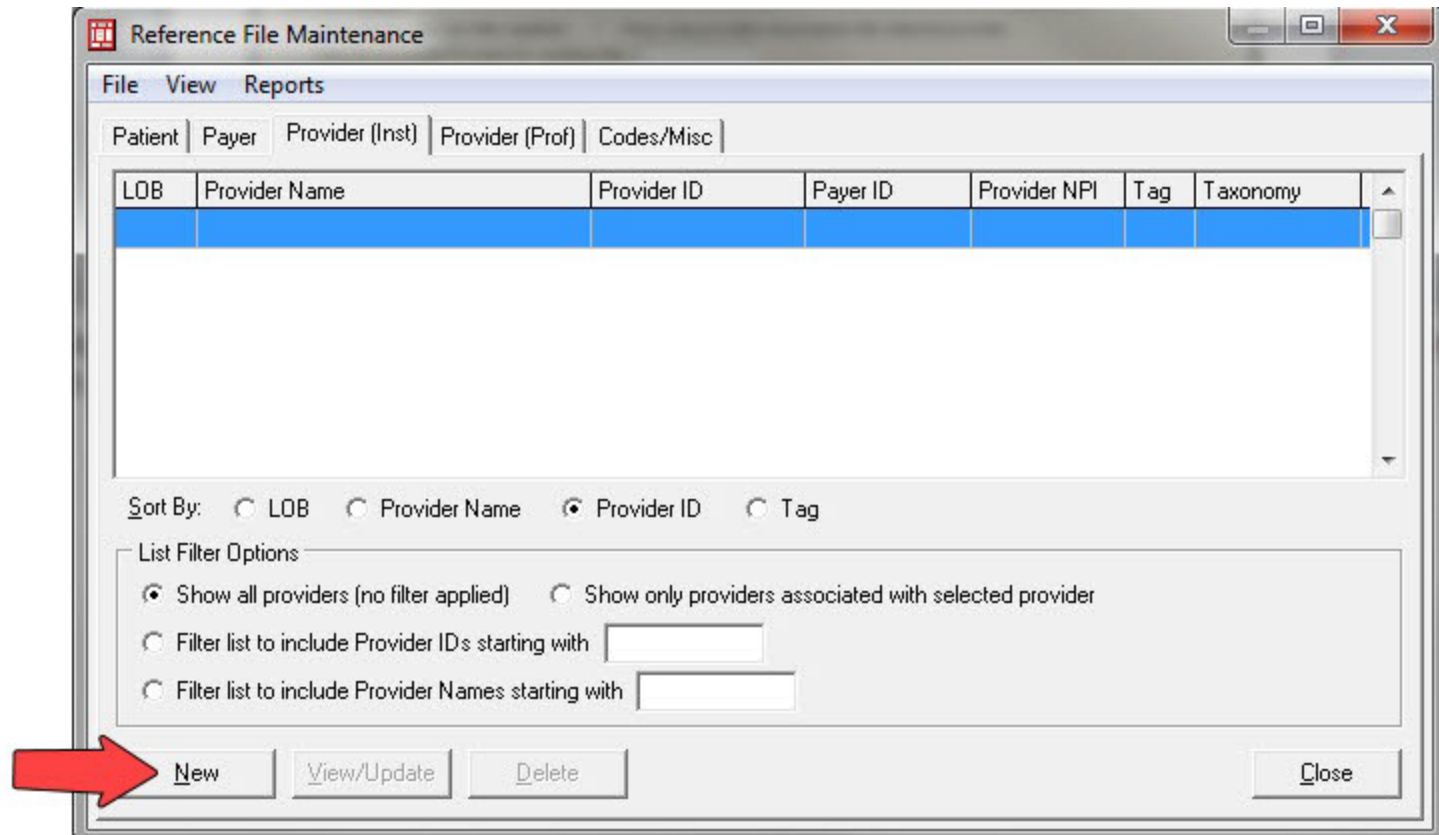 Reference File Maintenance
File View Reports
Patient Payer Provider (Inst) Provider (Prof) Codes/Misc
LOB Provider Name Provider ID Payer ID Provider NPI Tag Taxonomy
Sort By: LOB Provider Name Provider ID Tag
List Filter Options
Show all providers (no filter applied) Show only providers associated with selected provider
Filter list to include Provider IDs starting with
Filter list to include Provider Names starting with
New View/Update Delete Close